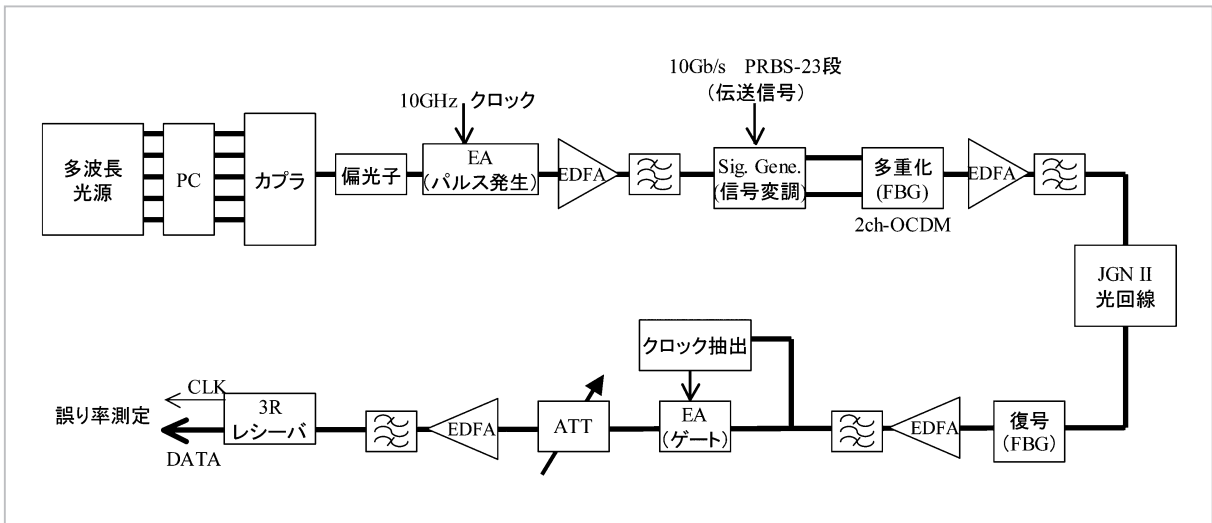 10Gb/s PRBS-23段
(伝送信号)
10GHz クロック
多波長
光源
PC
カプラ
偏光子
EA
(パルス発生)
EDFA
Sig. Gene.
(信号変調)
多重化
(FBG)
2ch-OCDM
EDFA
JGN II
光回線
クロック抽出
誤り率測定
CLK
DATA
3R
レシーバ
EDFA
ATT
EA
(ゲート)
EDFA
復号
(FBG)